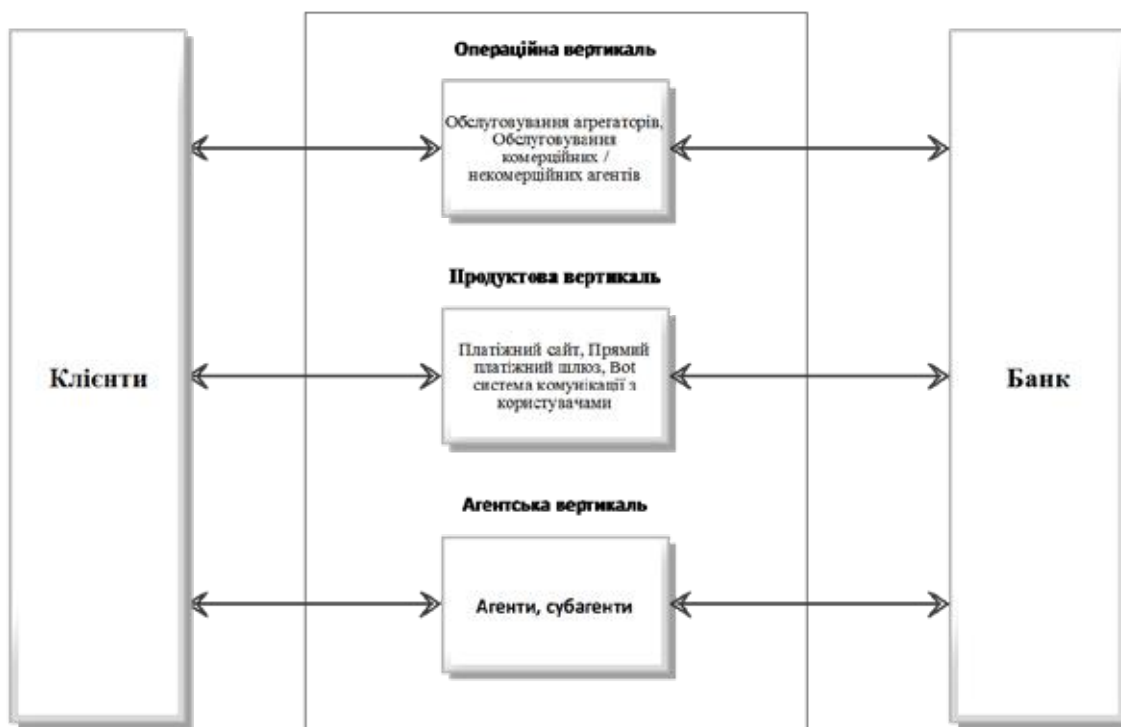 Операційна вертикаль
Обслуговування агрегаторів,
Обслуговування
комерційних /
некомерційних агентів
Продуктова вертикаль
Клієнти
Платіжний сайт, Прямий
платіжний шлюз, Bot
система комунікації з
користувачами
Банк
Агентська вертикаль
Агенти, субагенти